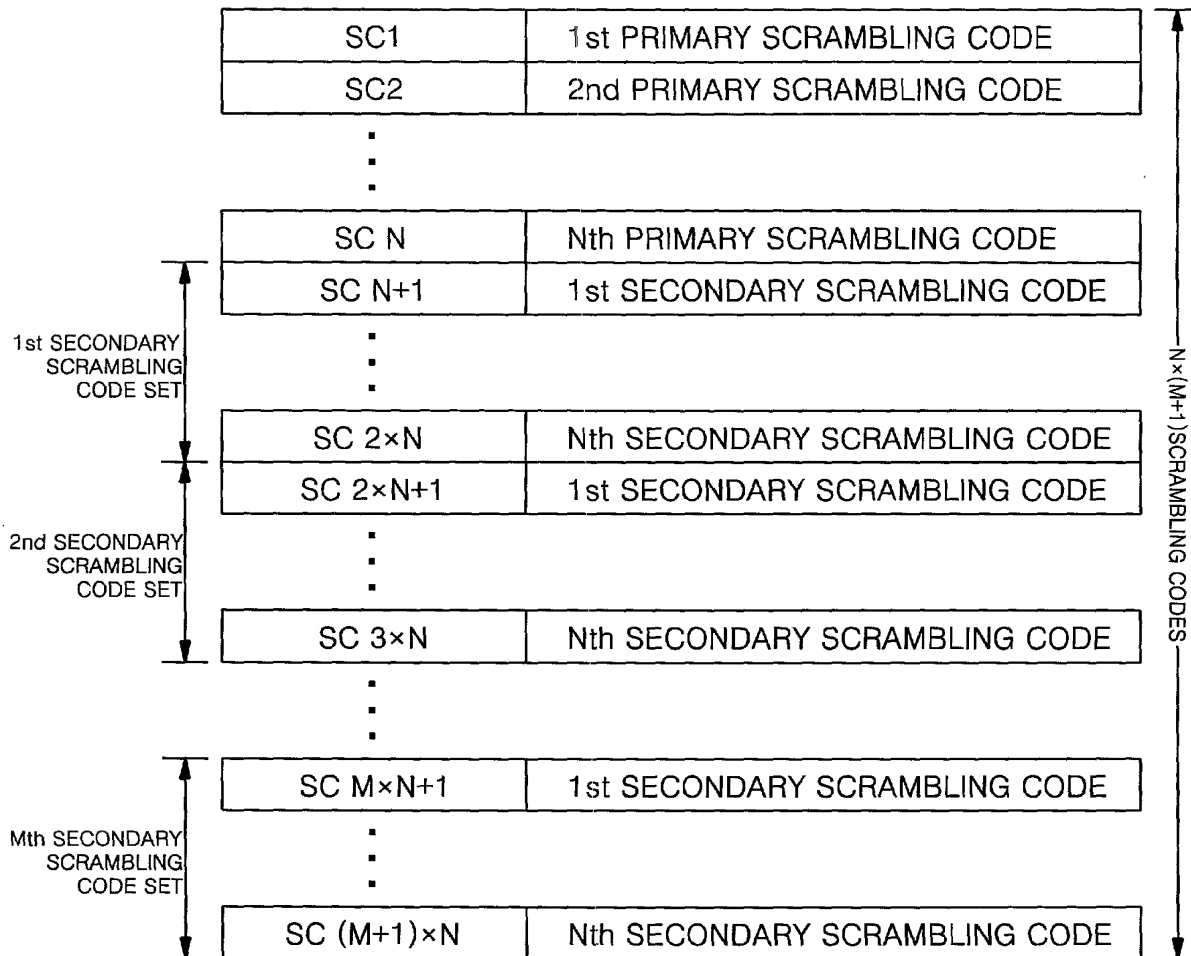 SC1 1st PRIMARY SCRAMBLING CODE
SC2 2nd PRIMARY SCRAMBLING CODE
SC N Nth PRIMARY SCRAMBLING CODE
SC N+1 1st SECONDARY SCRAMBLING CODE
1st SECONDARY
SCRAMBLING
CODE SET
SC 2×N Nth SECONDARY SCRAMBLING CODE
SC 2×N+1 1st SECONDARY SCRAMBLING CODE
2nd SECONDARY
SCRAMBLING
CODE SET
SC 3×N Nth SECONDARY SCRAMBLING CODE
SC M×N+1 1st SECONDARY SCRAMBLING CODE
Mth SECONDARY
SCRAMBLING
CODE SET
SC (M+1)×N Nth SECONDARY SCRAMBLING CODE
N×(M+1)SCRAMBLING CODES